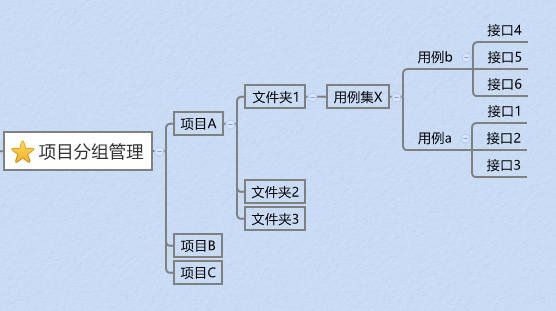 项目分组管理
项目A
文件夹1
用例集X
用例b
接口4
接口5
接口6
用例a
接口1
接口2
接口3
文件夹2
文件夹3
项目B
项目C